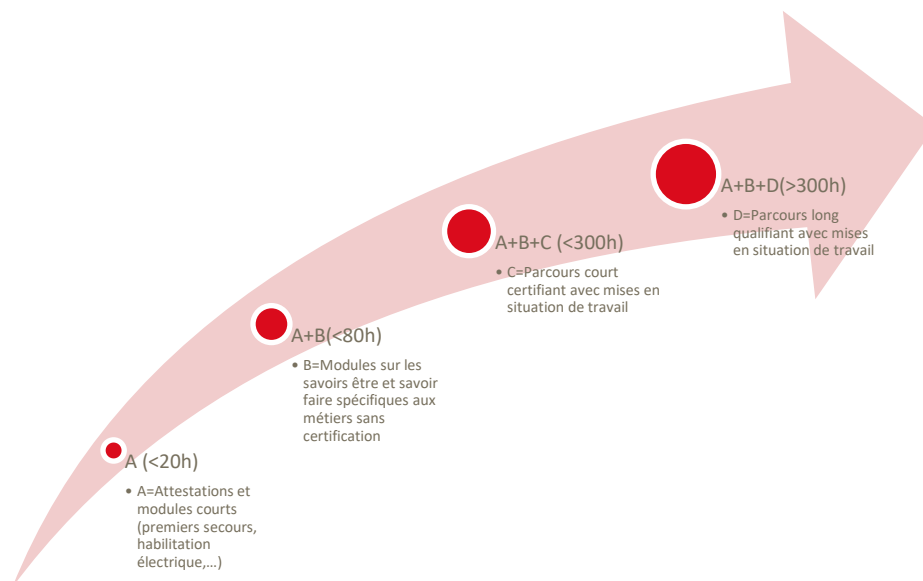 A (<20h)
• A=Attestations et
modules courts
(premiers secours,
habilitation
électrique,...)
A+B(<80h)
• B=Modules sur les
savoirs être et savoir
faire spécifiques aux
métiers sans
certification
A+B+C (<300h)
• C=Parcours court
certifiant avec mises en
situation de travail
A+B+D(>300h)
• D=Parcours long
qualifiant avec mises
en situation de travail